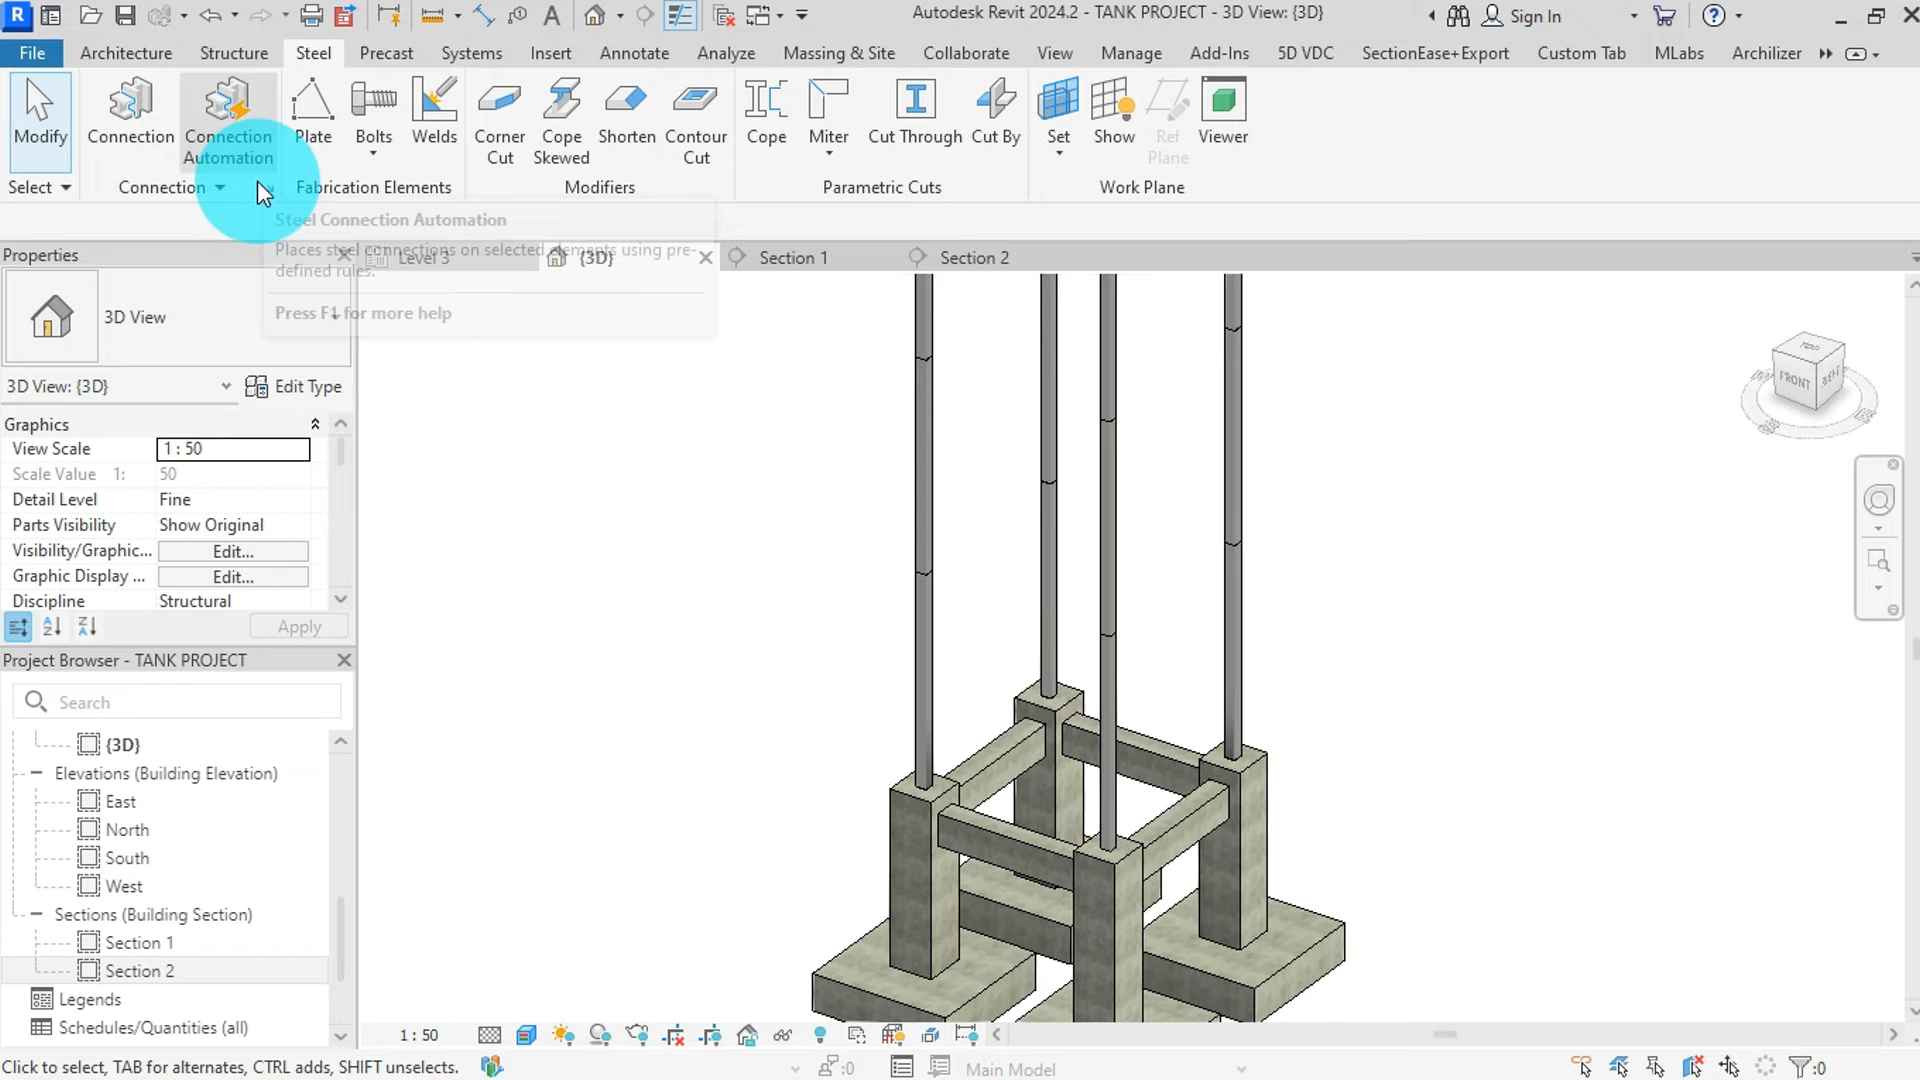 R
Autodesk Revit 2024.2 - TANK PROJECT - 3D View: {3D}
Sign In
File Architecture Structure Steel Precast Systems Insert Annotate Analyze Massing & Site Collaborate View Manage Add-Ins 5D VDC SectionEase+Export Custom Tab MLabs Archilizer
Modify Connection Connection Automation Plate Bolts Welds Corner Cut Cope Skewed Shorten Contour Cut Cope Miter Cut Through Cut By Set Show Ref Plane Viewer
Select Connection Fabrication Elements Modifiers Parametric Cuts Work Plane
Steel Connection Automation
Places steel connections on selected elements using pre-
defined rules.
Press F1 for more help
Properties
Level 3 {3D} Section 1 Section 2
3D View
3D View: {3D} Edit Type
Graphics
View Scale 1 : 50
Scale Value 1: 50
Detail Level Fine
Parts Visibility Show Original
Visibility/Graphic... Edit...
Graphic Display ... Edit...
Discipline Structural
Apply
TOP
FRONT
Project Browser - TANK PROJECT
Search
{3D}
Elevations (Building Elevation)
East
North
South
West
Sections (Building Section)
Section 1
Section 2
Legends
Schedules/Quantities (all)
1 : 50
Click to select, TAB for alternates, CTRL adds, SHIFT unselects.
:0
Main Model
:0